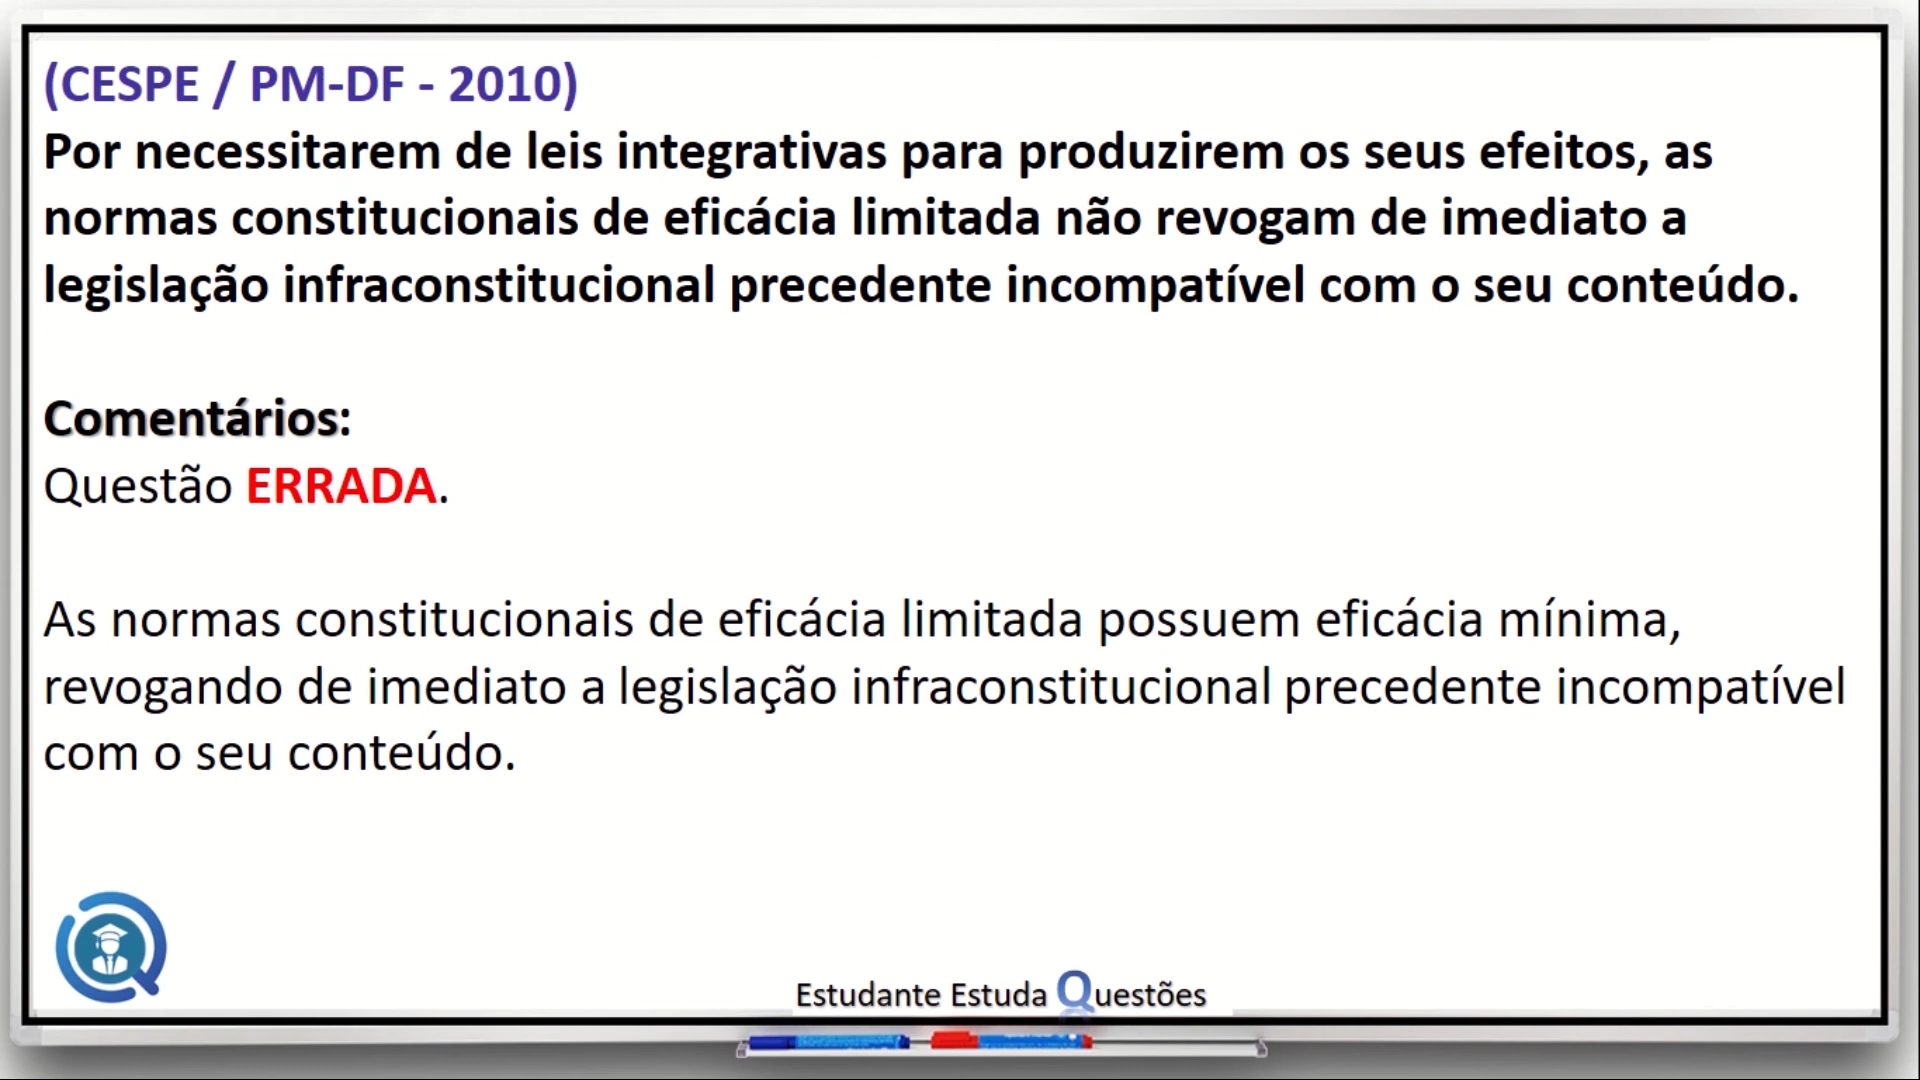 (CESPE / PM-DF - 2010)
Por necessitarem de leis integrativas para produzirem os seus efeitos, as
normas constitucionais de eficácia limitada não revogam de imediato a
legislação infraconstitucional precedente incompatível com o seu conteúdo.
Comentários:
Questão ERRADA.
As normas constitucionais de eficácia limitada possuem eficácia mínima,
revogando de imediato a legislação infraconstitucional precedente incompatível
com o seu conteúdo.
Estudante Estuda Questões